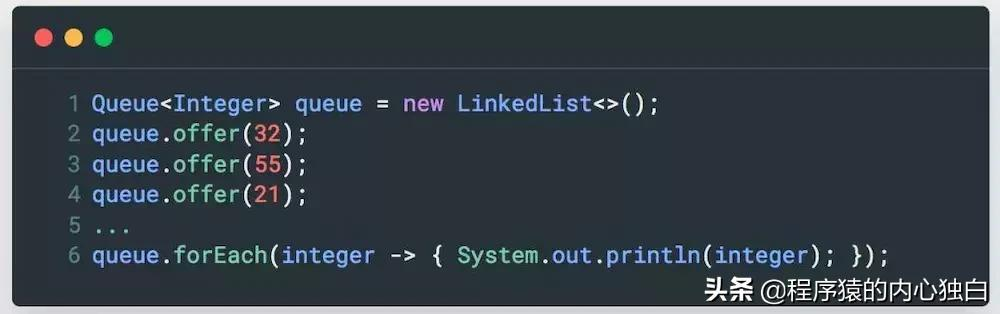 1 Queue<Integer> queue = new LinkedList<>();
2 queue.offer(32);
3 queue.offer(55);
4 queue.offer(21);
5 ...
6 queue.forEach(integer -> { System.out.println(integer); });
头条 @程序猿的内心独白